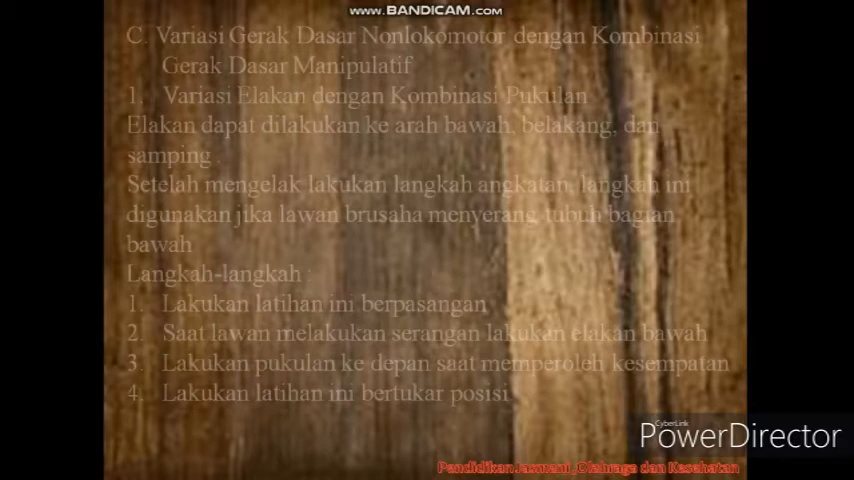 www.BANDICAM.com
C. Variasi Gerak Dasar Nonlokomotor dengan Kombinasi
Gerak Dasar Manipulatif
1. Variasi Elakan dengan Kombinasi Pukulan
Elakan dapat dilakukan ke arah bawah, belakang, dan
samping .
Setelah mengelak lakukan langkah angkatan, langkah ini
digunakan jika lawan brusaha menyerang tubuh bagian
bawah
Langkah-langkah :
1. Lakukan latihan ini berpasangan
2. Saat lawan melakukan serangan lakukan elakan bawah
3. Lakukan pukulan ke depan saat memperoleh kesempatan
4. Lakukan latihan ini bertukar posisi
CyberLink
PowerDirector
Pendidikan Jasmani, Olahraga dan Kesehatan